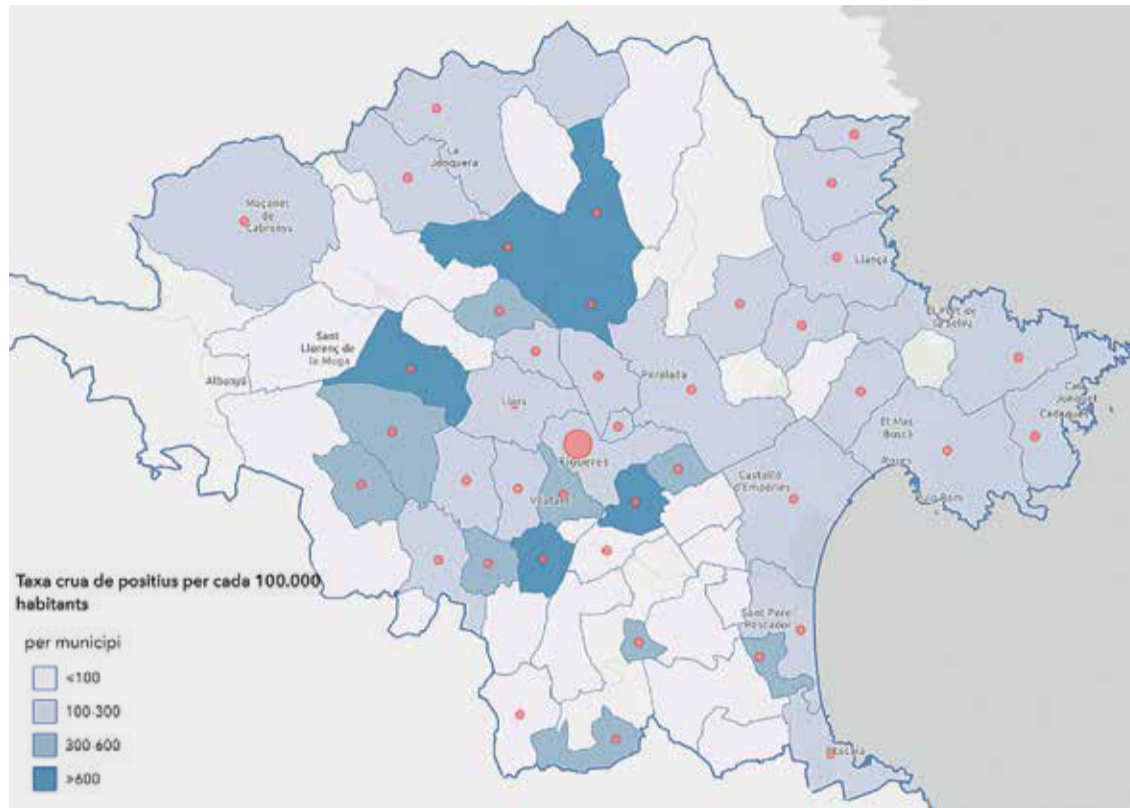 La
Jonquera
Maçanet
de
Cabrenys
Llançà
El Port de
la Selva
Sant
Llorenç de
la Muga
Albanyà
Peralada
Llers
Cadaqués
El Mas
Boscà
Roses
Figueres
Castelló
d'Empúries
Puig Rom
Vilafant
Taxa crua de positius per cada 100.000
habitants
Sant Pere
Pescador
per municipi
<100
100-300
300-600
>600
L'Escala